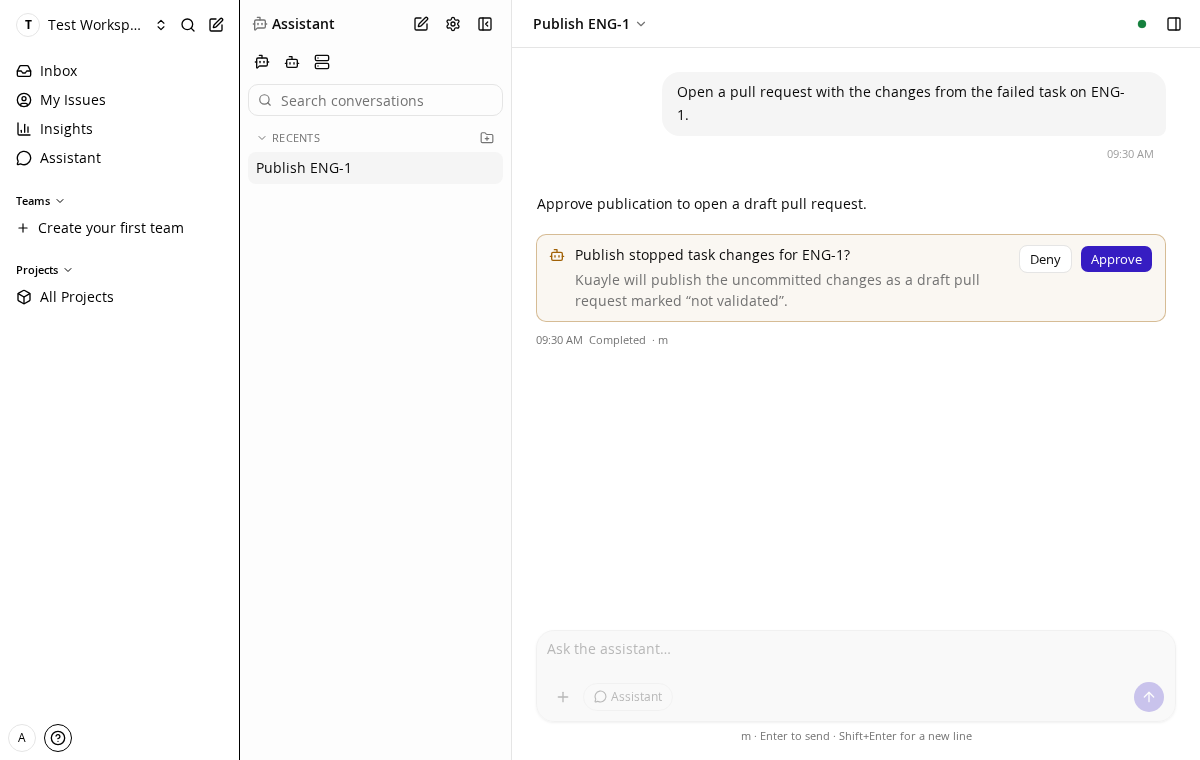 T
Test Worksp...
Inbox
My Issues
Insights
Assistant
Teams
Create your first team
Projects
All Projects
A
Assistant
Search conversations
RECENTS
Publish ENG-1
Publish ENG-1
Open a pull request with the changes from the failed task on ENG-
1.
09:30 AM
Approve publication to open a draft pull request.
Publish stopped task changes for ENG-1?
Kuayle will publish the uncommitted changes as a draft pull
request marked “not validated”.
Deny
Approve
09:30 AM Completed · m
Ask the assistant...
Assistant
m · Enter to send · Shift+Enter for a new line